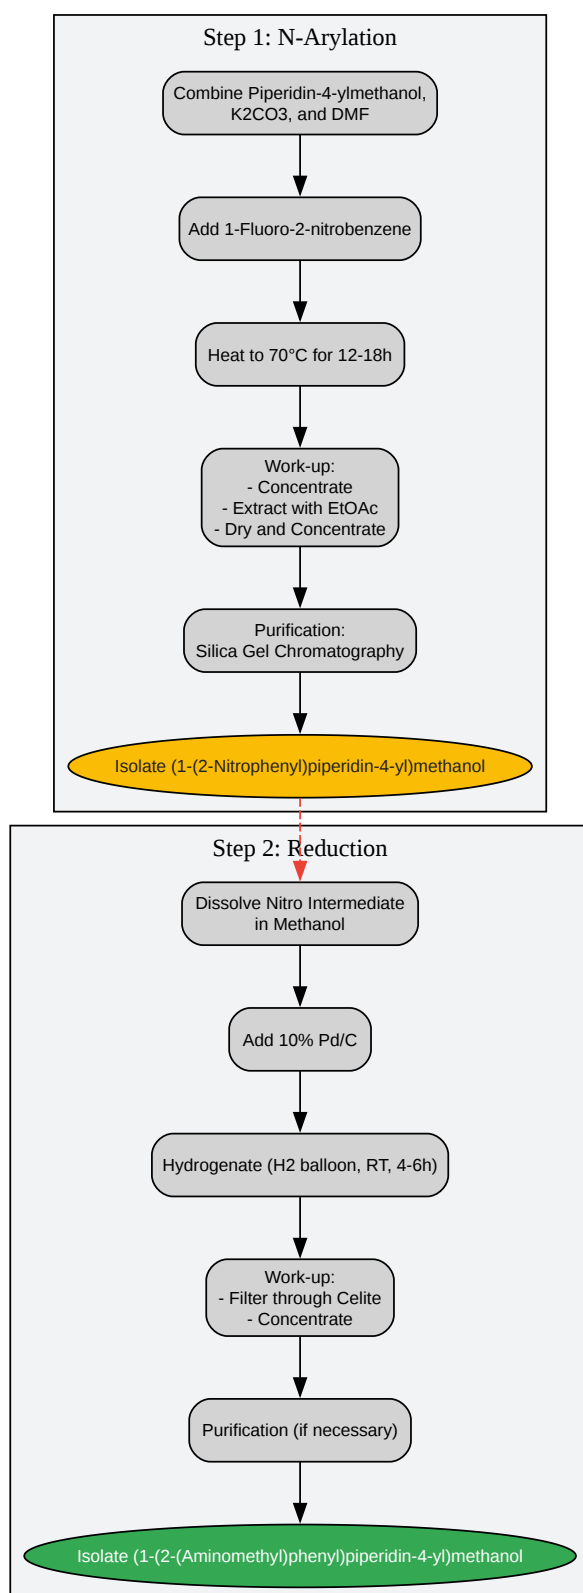 Step 1: N-Arylation
Combine Piperidin-4-ylmethanol,
K2CO3, and DMF
Add 1-Fluoro-2-nitrobenzene
Heat to 70°C for 12-18h
Work-up:
- Concentrate
- Extract with EtOAc
- Dry and Concentrate
Purification:
Silica Gel Chromatography
Isolate (1-(2-Nitrophenyl)piperidin-4-yl)methanol
Step 2: Reduction
Dissolve Nitro Intermediate
in Methanol
Add 10% Pd/C
Hydrogenate (H2 balloon, RT, 4-6h)
Work-up:
- Filter through Celite
- Concentrate
Purification (if necessary)
Isolate (1-(2-(Aminomethyl)phenyl)piperidin-4-yl)methanol